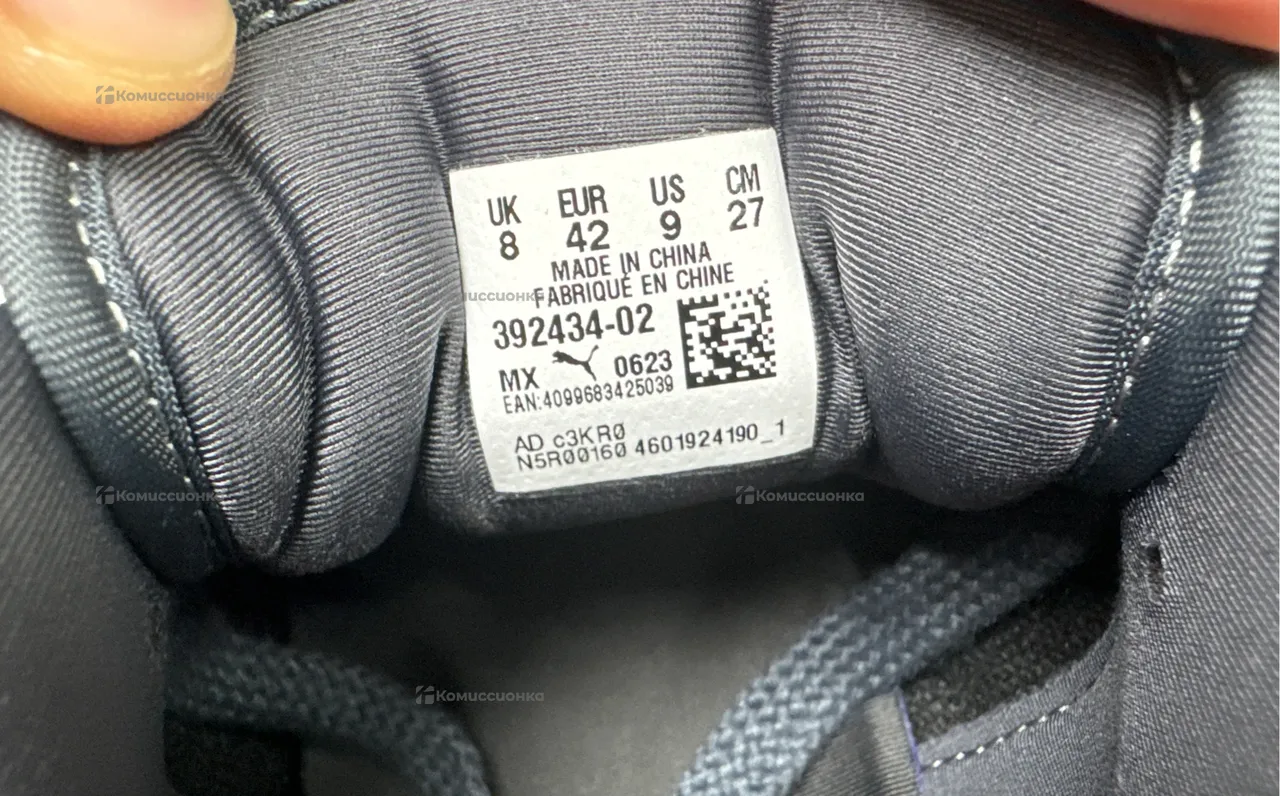 Комиссионка
UK EUR US CM
8 42 9 27
MADE IN CHINA
FABRIQUÉ EN CHINE
392434-02
MX 0623
EAN:4099683425039
AD c3KR0
N5R00160 4601924190_1
Комиссионка
Комиссионка
Комиссионка